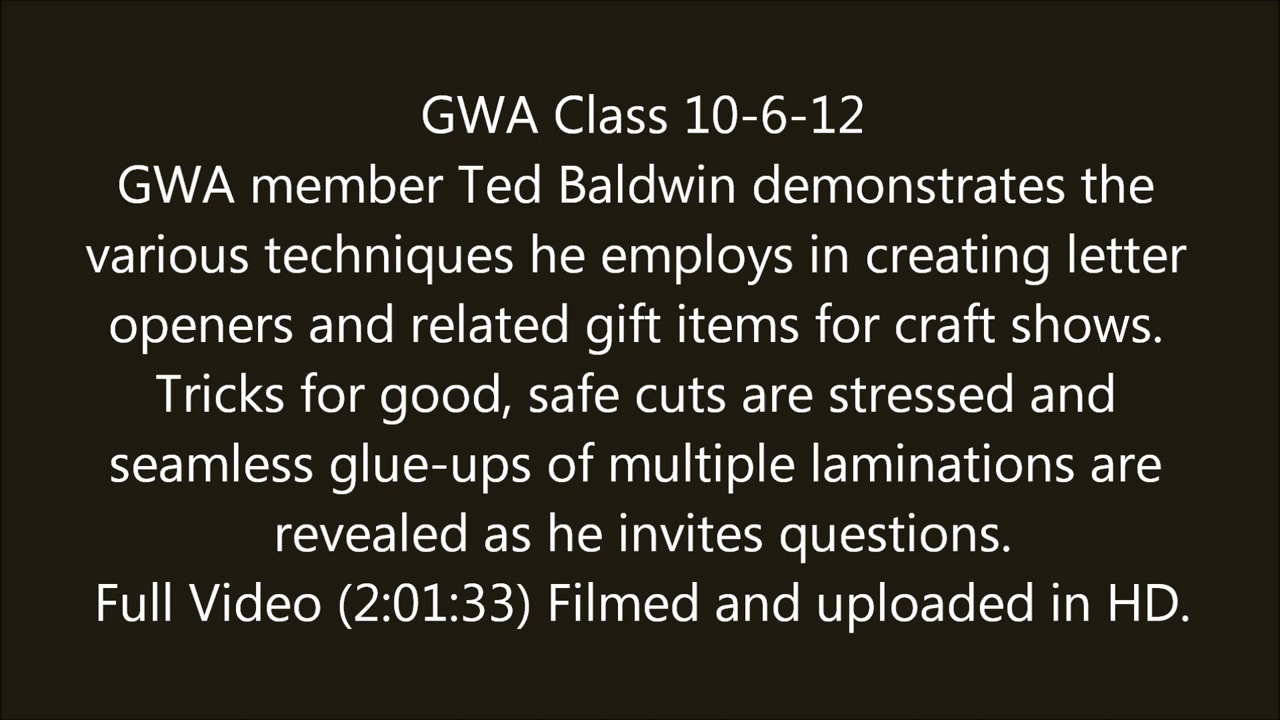 GWA Class 10-6-12
GWA member Ted Baldwin demonstrates the
various techniques he employs in creating letter
openers and related gift items for craft shows.
Tricks for good, safe cuts are stressed and
seamless glue-ups of multiple laminations are
revealed as he invites questions.
Full Video (2:01:33) Filmed and uploaded in HD.